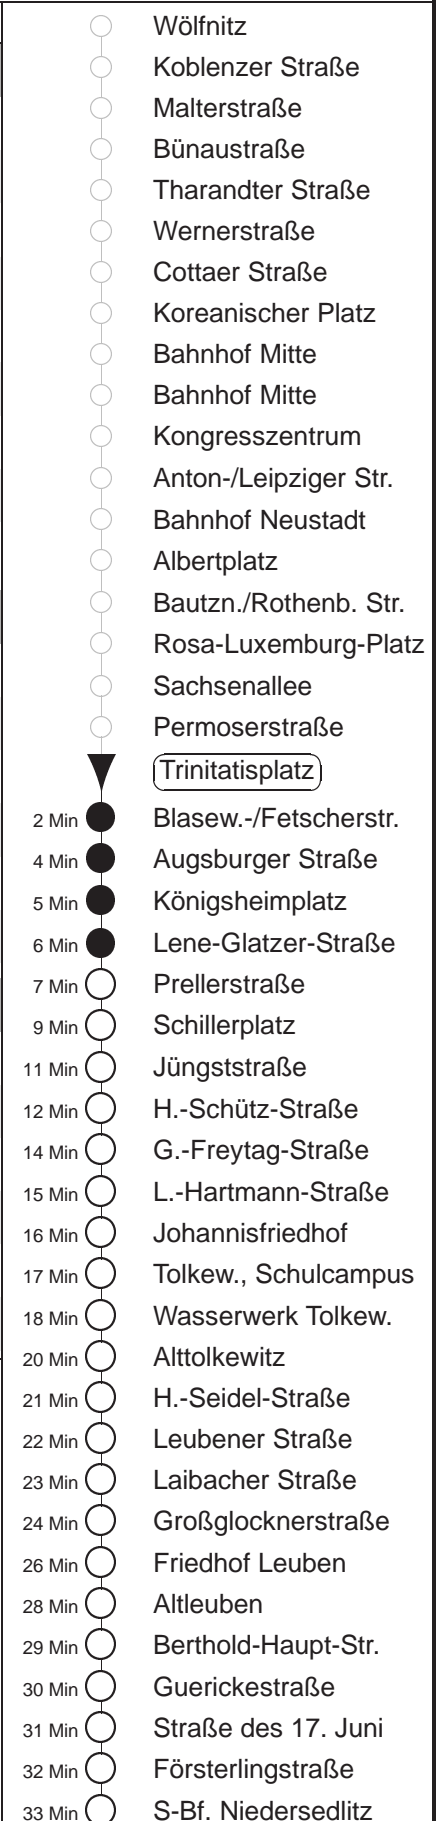 Wölfnitz
Koblenzer Straße
Malterstraße
Bünaustraße
Tharandter Straße
Wernerstraße
Cottaer Straße
Koreanischer Platz
Bahnhof Mitte
Bahnhof Mitte
Kongresszentrum
Anton-/Leipziger Str.
Bahnhof Neustadt
Albertplatz
Bautzn./Rothenb. Str.
Rosa-Luxemburg-Platz
Sachsenallee
Permoserstraße
Trinitatisplatz
2 Min Blasew.-/Fetscherstr.
4 Min Augsburger Straße
5 Min Königsheimplatz
6 Min Lene-Glatzer-Straße
7 Min Prellerstraße
9 Min Schillerplatz
11 Min Jüngststraße
12 Min H.-Schütz-Straße
14 Min G.-Freytag-Straße
15 Min L.-Hartmann-Straße
16 Min Johannisfriedhof
17 Min Tolkew., Schulcampus
18 Min Wasserwerk Tolkew.
20 Min Alttolkewitz
21 Min H.-Seidel-Straße
22 Min Leubener Straße
23 Min Laibacher Straße
24 Min Großglocknerstraße
26 Min Friedhof Leuben
28 Min Altleuben
29 Min Berthold-Haupt-Str.
30 Min Guerickestraße
31 Min Straße des 17. Juni
32 Min Försterlingstraße
33 Min S-Bf. Niedersedlitz